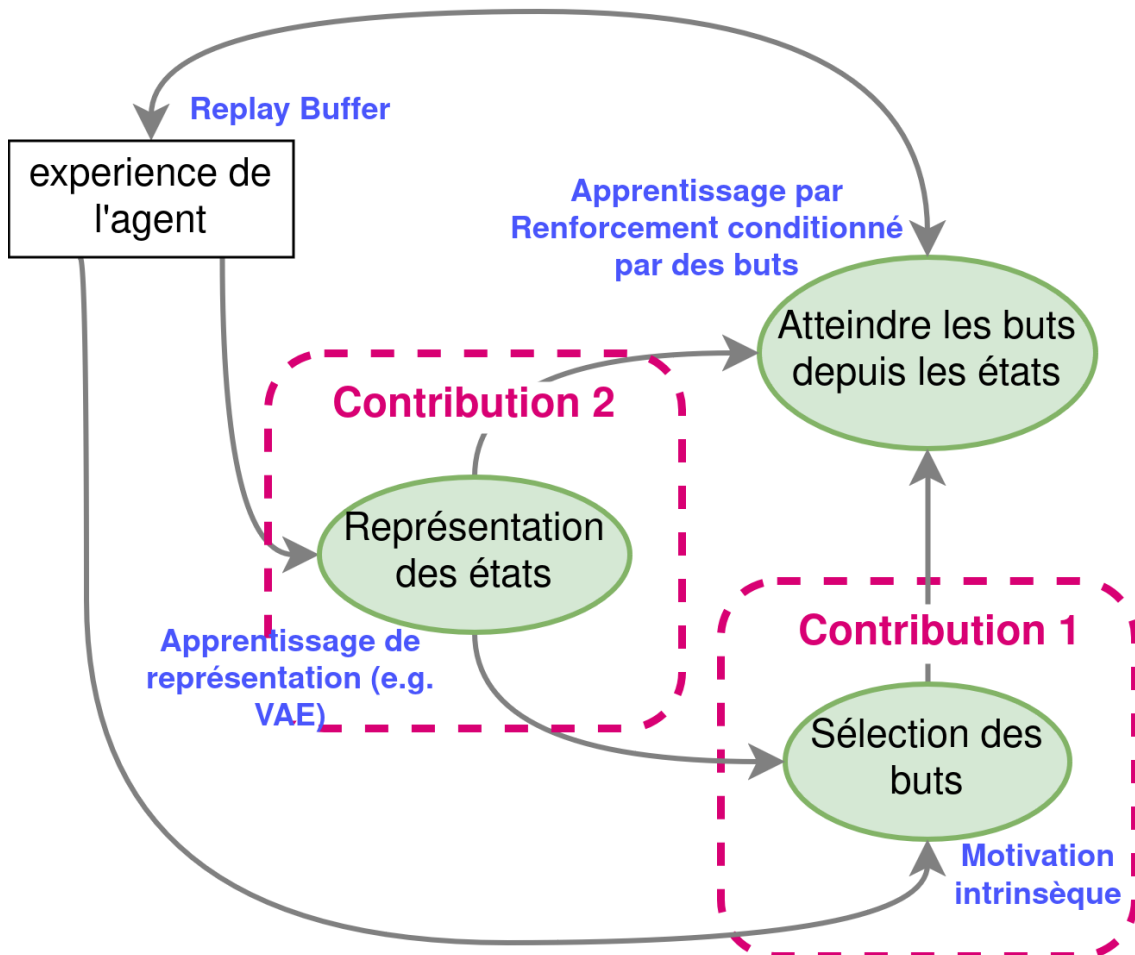 Replay Buffer
experience de
l'agent
Apprentissage par
Renforcement conditionné
par des buts
Atteindre les buts
depuis les états
Contribution 2
Représentation
des états
Apprentissage de
représentation (e.g.
VAE)
Contribution 1
Sélection des
buts
Motivation
intrinsèque